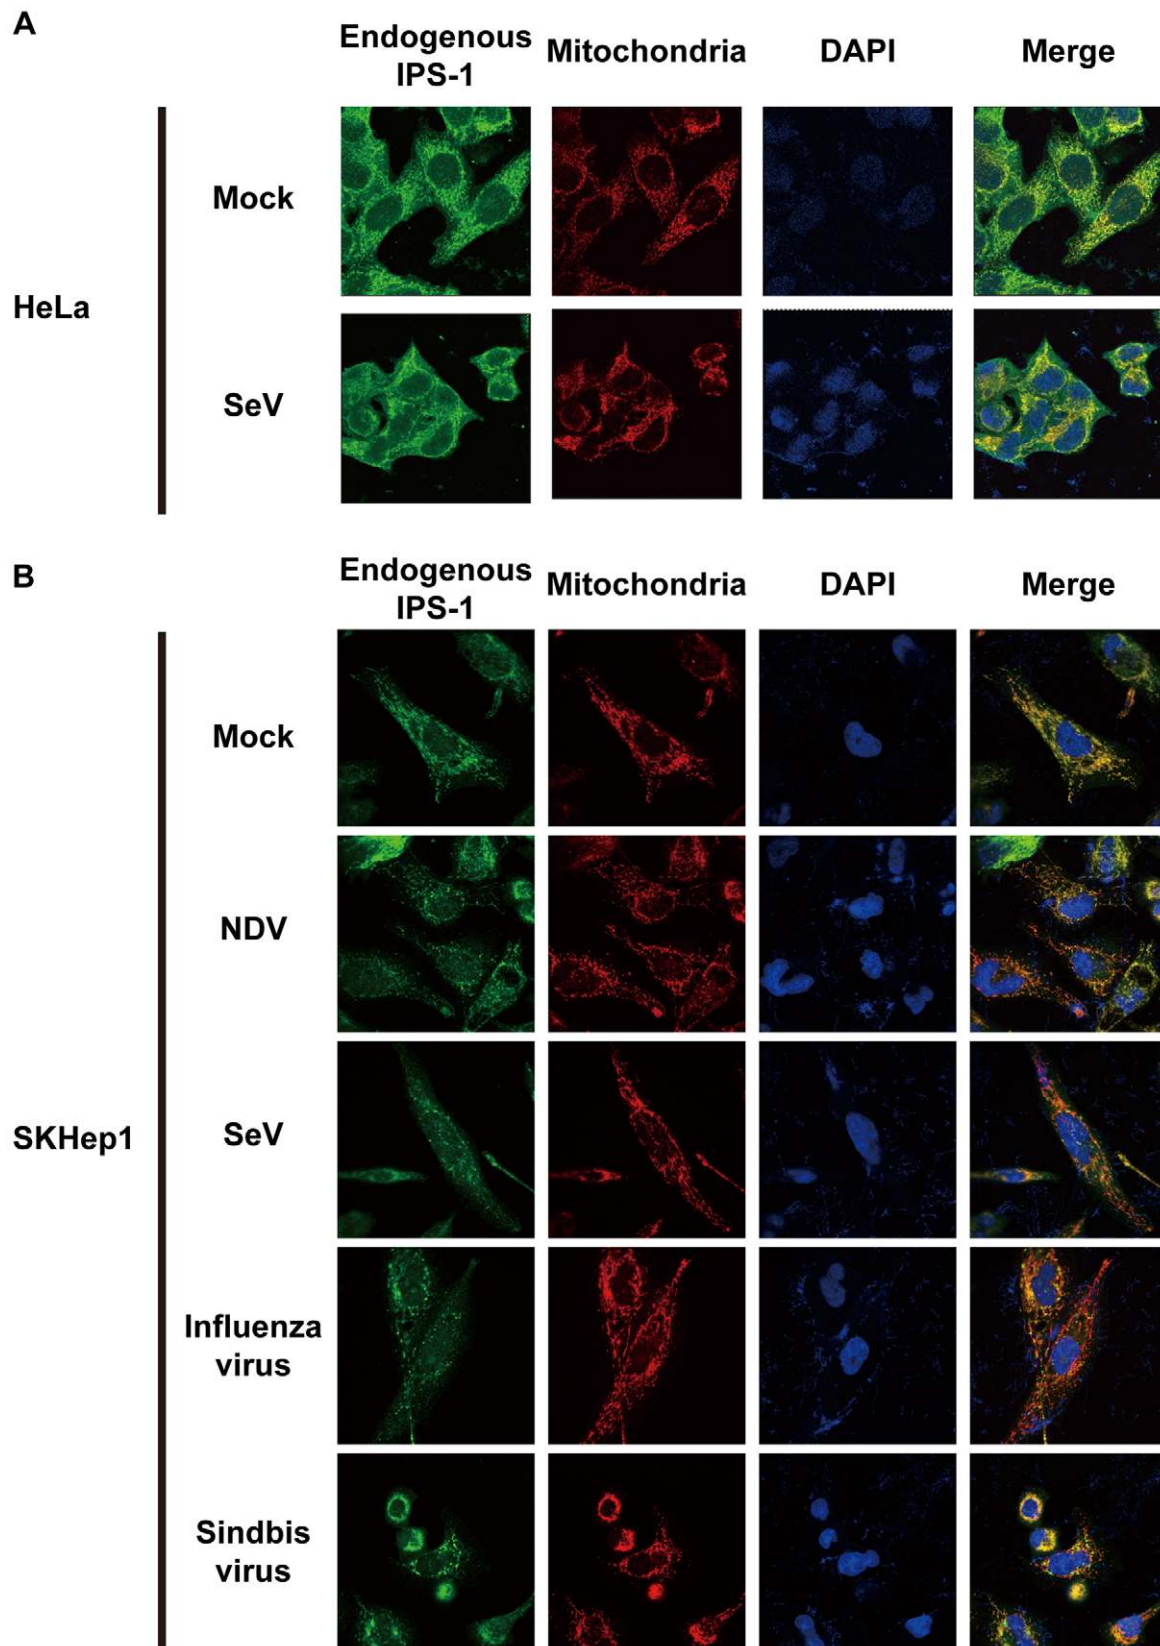 A
Endogenous
IPS-1
Mitochondria
DAPI
Merge
Mock
HeLa
SeV
B
Endogenous
IPS-1
Mitochondria
DAPI
Merge
Mock
NDV
SKHep1
SeV
Influenza
virus
Sindbis
virus